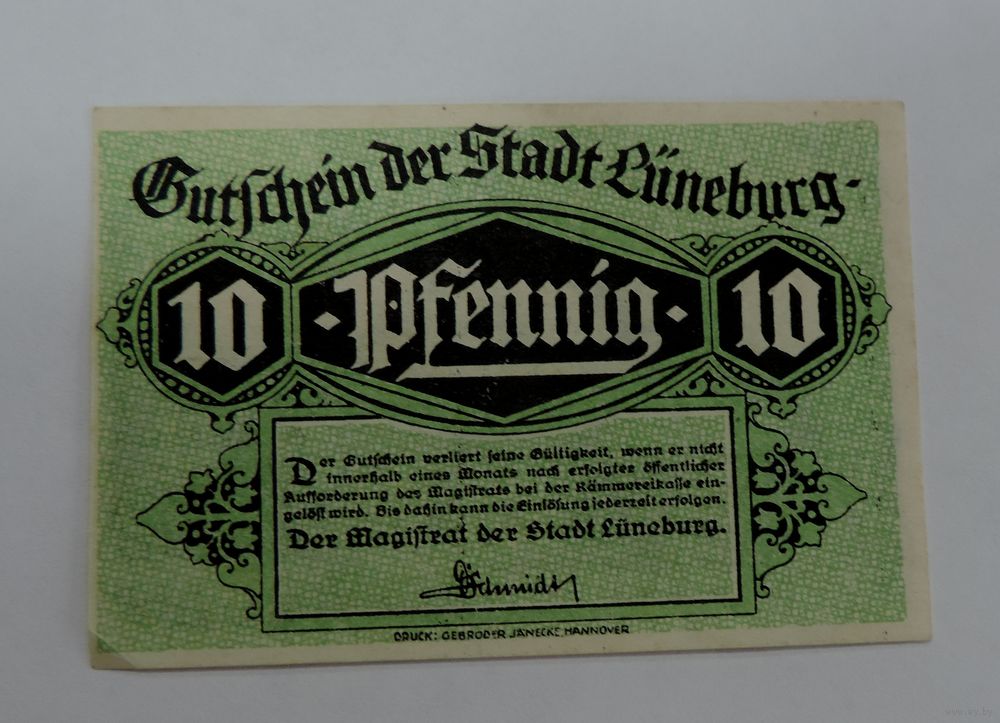 Gutschein der Stadt Lüneburg-
10 · Pfennig · 10
Der Gutschein verliert seine Gültigkeit, wenn er nicht
innerhalb eines Monats nach erfolgter öffentlicher
Aufforderung des Magistrats bei der Kämmereikasse ein-
gelöst wird. Bis dahin kann die Einlösung jederzeit erfolgen.
Der Magistrat der Stadt Lüneburg.
Schmidt
DRUCK: GEBRÜDER JÄNECKE, HANNOVER